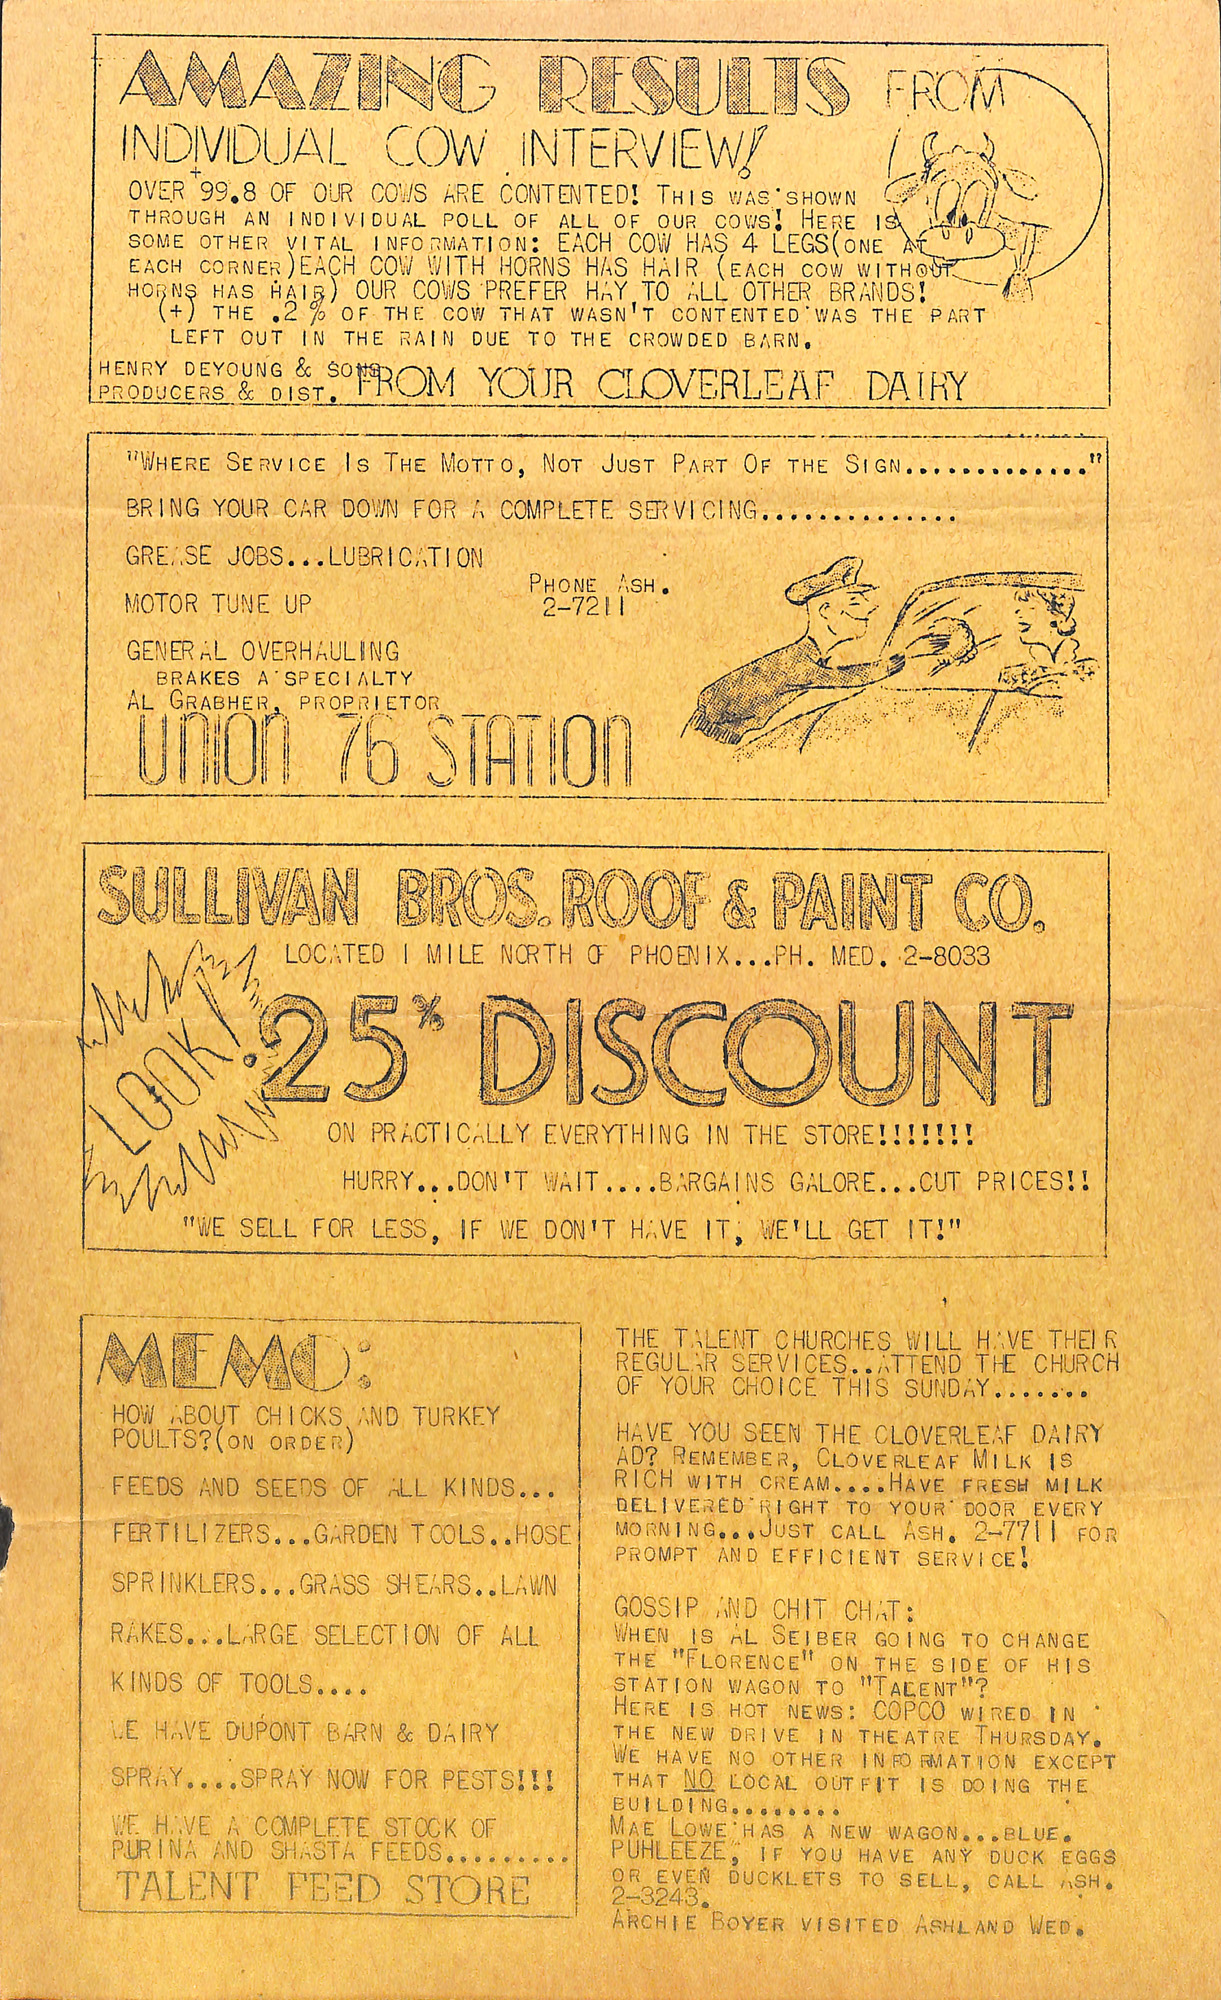 AMAZING RESULTS FROM
INDIVIDUAL COW INTERVIEW!
OVER +99.8 OF OUR COWS ARE CONTENTED! THIS WAS SHOWN
THROUGH AN INDIVIDUAL POLL OF ALL OF OUR COWS! HERE IS
SOME OTHER VITAL INFORMATION: EACH COW HAS 4 LEGS(ONE AT
EACH CORNER)EACH COW WITH HORNS HAS HAIR (EACH COW WITHOUT
HORNS HAS HAIR) OUR COWS PREFER HAY TO ALL OTHER BRANDS!
(+) THE .2 % OF THE COW THAT WASN'T CONTENTED WAS THE PART
LEFT OUT IN THE RAIN DUE TO THE CROWDED BARN.
HENRY DEYOUNG & SONS
PRODUCERS & DIST. FROM YOUR CLOVERLEAF DAIRY
"WHERE SERVICE IS THE MOTTO, NOT JUST PART OF THE SIGN.............."
BRING YOUR CAR DOWN FOR A COMPLETE SERVICING..............
GREASE JOBS...LUBRICATION
PHONE ASH.
2-7211
MOTOR TUNE UP
GENERAL OVERHAULING
BRAKES A SPECIALTY
AL GRABHER, PROPRIETOR
UNION 76 STATION
SULLIVAN BROS. ROOF & PAINT CO.
LOCATED 1 MILE NORTH OF PHOENIX...PH. MED. 2-8033
LOOK!
25% DISCOUNT
ON PRACTICALLY EVERYTHING IN THE STORE!!!!!!!
HURRY...DON'T WAIT....BARGAINS GALORE...CUT PRICES!!
"WE SELL FOR LESS, IF WE DON'T HAVE IT, WE'LL GET IT!"
MEMO:
HOW ABOUT CHICKS AND TURKEY
POULTS?(ON ORDER)
FEEDS AND SEEDS OF ALL KINDS...
FERTILIZERS...GARDEN TOOLS..HOSE
SPRINKLERS...GRASS SHEARS..LAWN
RAKES...LARGE SELECTION OF ALL
KINDS OF TOOLS....
WE HAVE DUPONT BARN & DAIRY
SPRAY....SPRAY NOW FOR PESTS!!!
WE HAVE A COMPLETE STOCK OF
PURINA AND SHASTA FEEDS.........
TALENT FEED STORE
THE TALENT CHURCHES WILL HAVE THEIR
REGULAR SERVICES..ATTEND THE CHURCH
OF YOUR CHOICE THIS SUNDAY.......
HAVE YOU SEEN THE CLOVERLEAF DAIRY
AD? REMEMBER, CLOVERLEAF MILK IS
RICH WITH CREAM....HAVE FRESH MILK
DELIVERED RIGHT TO YOUR DOOR EVERY
MORNING...JUST CALL ASH. 2-7711 FOR
PROMPT AND EFFICIENT SERVICE!
GOSSIP AND CHIT CHAT:
WHEN IS AL SEIBER GOING TO CHANGE
THE "FLORENCE" ON THE SIDE OF HIS
STATION WAGON TO "TALENT"?
HERE IS HOT NEWS: COPCO WIRED IN
THE NEW DRIVE IN THEATRE THURSDAY.
WE HAVE NO OTHER INFORMATION EXCEPT
THAT NO LOCAL OUTFIT IS DOING THE
BUILDING........
MAE LOWE HAS A NEW WAGON...BLUE.
PUHLEEZE, IF YOU HAVE ANY DUCK EGGS
OR EVEN DUCKLETS TO SELL, CALL ASH.
2-3243.
ARCHIE BOYER VISITED ASHLAND WED.